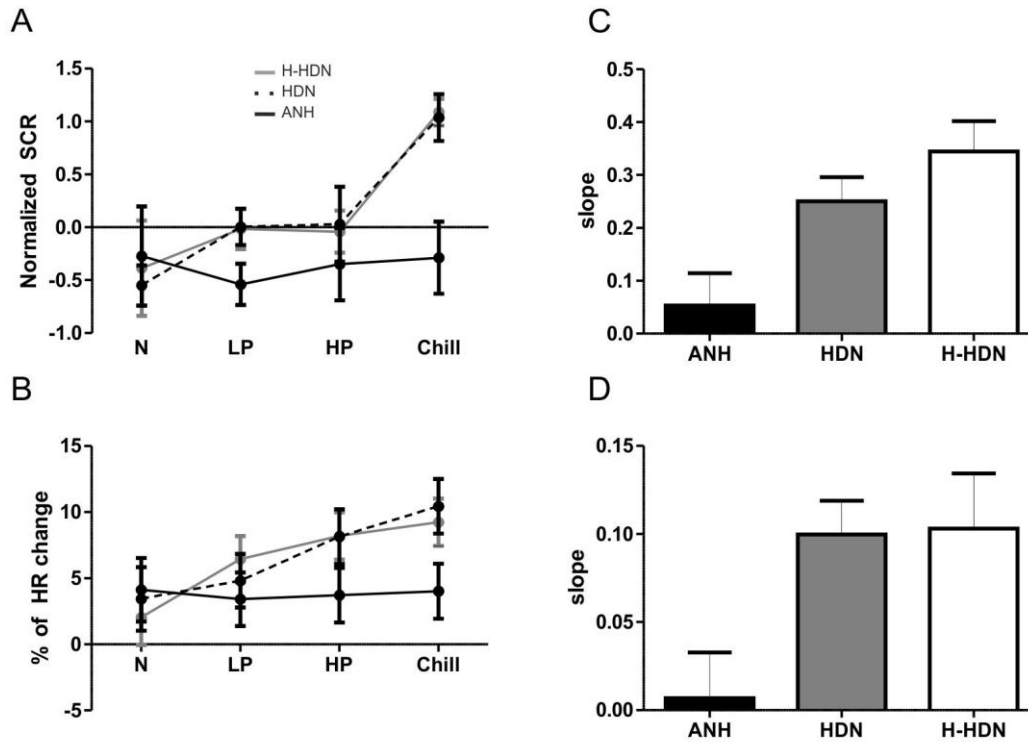 A
Normalized SCR
1.5
1.0
0.5
0.0
-0.5
-1.0
H-HDN
HDN
ANH
N LP HP Chill
B
% of HR change
15
10
5
0
-5
N LP HP Chill
C
slope
0.5
0.4
0.3
0.2
0.1
0.0
ANH HDN H-HDN
D
slope
0.15
0.10
0.05
0.00
ANH HDN H-HDN